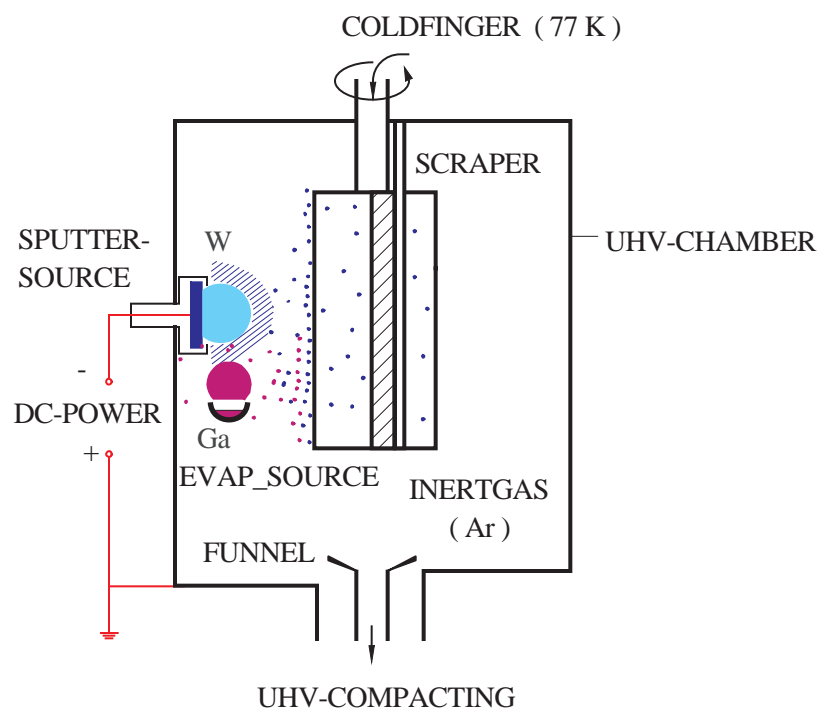 COLDFINGER ( 77 K )
SCRAPER
W
SPUTTER-
SOURCE
UHV-CHAMBER
-
DC-POWER
+
Ga
EVAP_SOURCE
INERTGAS
( Ar )
FUNNEL
UHV-COMPACTING